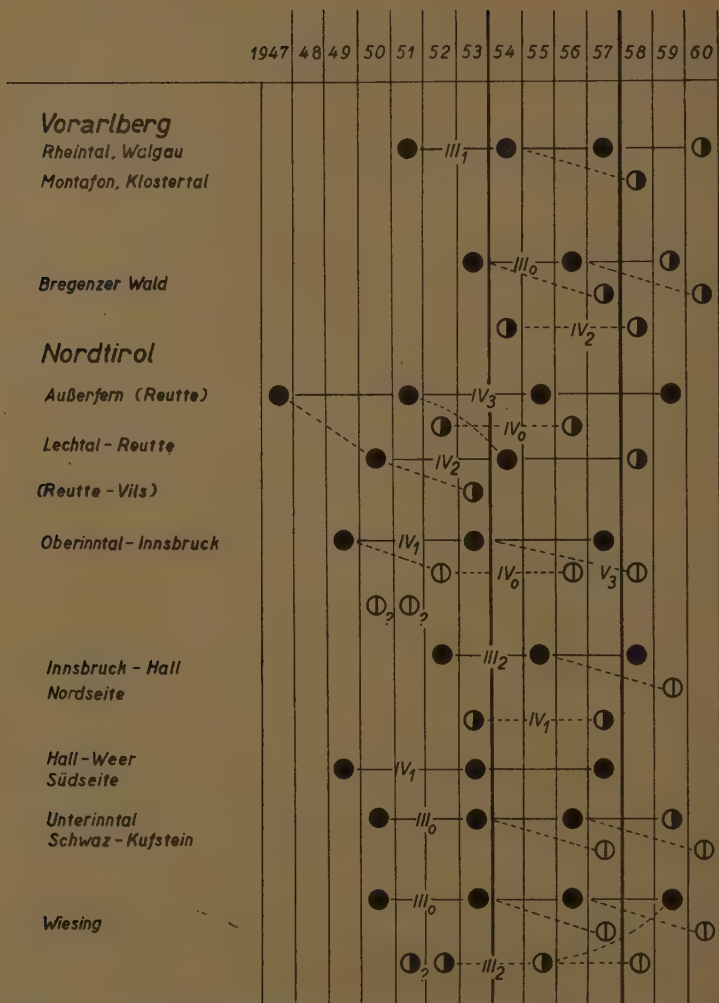 1947 48 49 50 51 52 53 54 55 56 57 58 59 60
Vorarlberg
Rheintal, Walgau
III₁
Montafon, Klostertal
III₀
Bregenzer Wald
IV₂
Nordtirol
Außerfern (Reutte)
IV₃
IV₀
Lechtal-Reutte
IV₂
(Reutte-Vils)
Oberinntal-Innsbruck
IV₁
IV₀ V₃
? ?
Innsbruck - Hall
III₂
Nordseite
IV₁
Hall-Weer
IV₁
Südseite
Unterinntal
III₀
Schwaz-Kufstein
III₀
Wiesing
? III₂